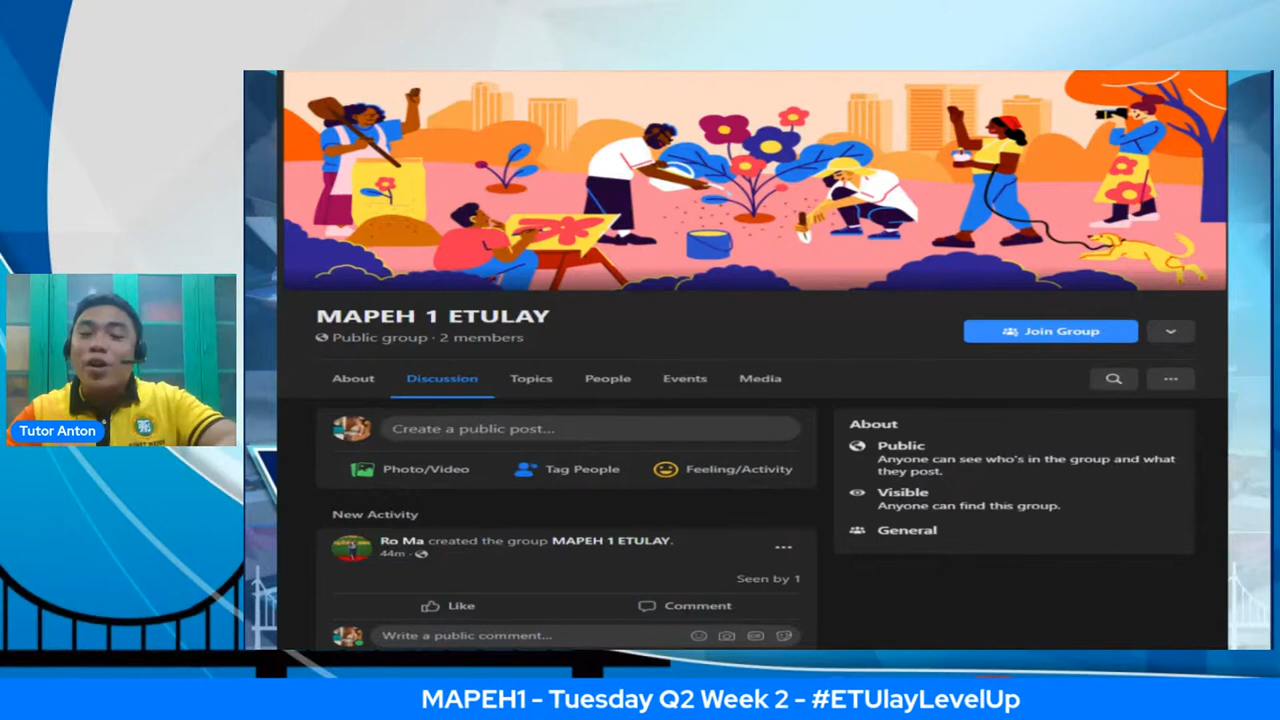 MAPEH 1 ETULAY
Public group · 2 members
Join Group
About
Discussion
Topics
People
Events
Media
Create a public post...
Photo/Video
Tag People
Feeling/Activity
New Activity
Ro Ma created the group MAPEH 1 ETULAY.
44m ·
Seen by 1
Like
Comment
Write a public comment...
About
Public
Anyone can see who's in the group and what
they post.
Visible
Anyone can find this group.
General
Tutor Anton
MAPEH1 - Tuesday Q2 Week 2 - #ETUlayLevelUp